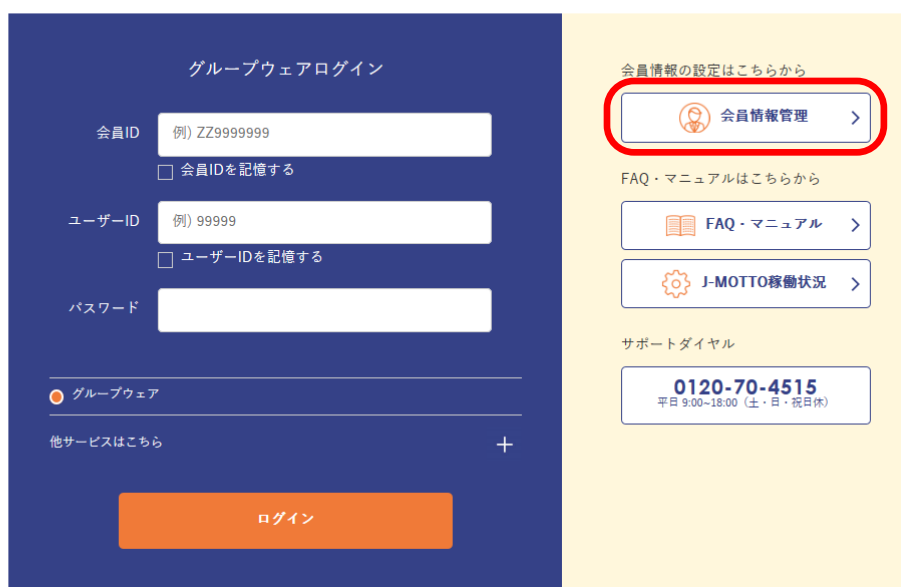 グループウェアログイン
会員ID
例) ZZ9999999
会員IDを記憶する
ユーザーID
例) 99999
ユーザーIDを記憶する
パスワード
グループウェア
他サービスはこちら
ログイン
会員情報の設定はこちらから
会員情報管理
FAQ・マニュアルはこちらから
FAQ・マニュアル
J-MOTTO稼働状況
サポートダイヤル
0120-70-4515
平日 9:00~18:00（土・日・祝日休）